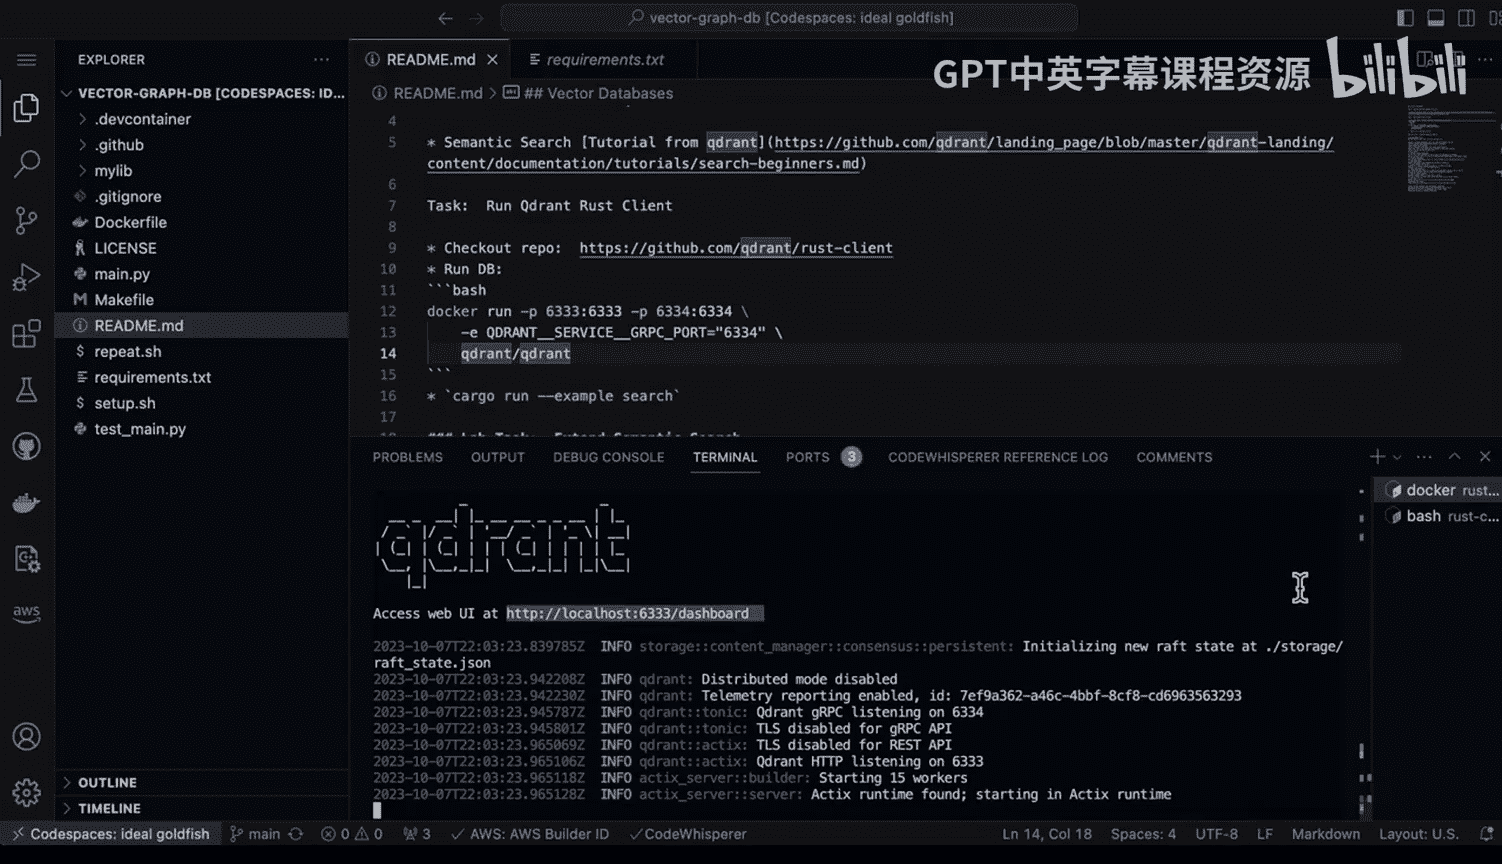 vector-graph-db [Codespaces: ideal goldfish]
EXPLORER
README.md
requirements.txt
GPT中英字幕课程资源
bilibili
VECTOR-GRAPH-DB [CODESPACES: ID...
README.md > ## Vector Databases
.devcontainer
.github
mylib
.gitignore
Dockerfile
LICENSE
main.py
Makefile
README.md
repeat.sh
requirements.txt
setup.sh
test_main.py
4
5 * Semantic Search [Tutorial from qdrant](https://github.com/qdrant/landing_page/blob/master/qdrant-landing/
content/documentation/tutorials/search-beginners.md)
6
7 Task:  Run Qdrant Rust Client
8
9 * Checkout repo:  https://github.com/qdrant/rust-client
10 * Run DB:
11 ```bash
12 docker run -p 6333:6333 -p 6334:6334 \
13     -e QDRANT__SERVICE__GRPC_PORT="6334" \
14     qdrant/qdrant
15 ```
16 * `cargo run --example search`
17
PROBLEMS OUTPUT DEBUG CONSOLE TERMINAL PORTS 3 CODEWHISPERER REFERENCE LOG COMMENTS
docker rust...
bash rust-c...
qdrant
Access web UI at http://localhost:6333/dashboard
2023-10-07T22:03:23.839785Z  INFO storage::content_manager::consensus::persistent: Initializing new raft state at ./storage/
raft_state.json
2023-10-07T22:03:23.942208Z  INFO qdrant: Distributed mode disabled
2023-10-07T22:03:23.942230Z  INFO qdrant: Telemetry reporting enabled, id: 7ef9a362-a46c-4bbf-8cf8-cd6963563293
2023-10-07T22:03:23.945787Z  INFO qdrant::tonic: Qdrant gRPC listening on 6334
2023-10-07T22:03:23.945801Z  INFO qdrant::tonic: TLS disabled for gRPC API
2023-10-07T22:03:23.965069Z  INFO qdrant::actix: TLS disabled for REST API
2023-10-07T22:03:23.965106Z  INFO qdrant::actix: Qdrant HTTP listening on 6333
2023-10-07T22:03:23.965118Z  INFO actix_server::builder: Starting 15 workers
2023-10-07T22:03:23.965128Z  INFO actix_server::server: Actix runtime found; starting in Actix runtime
aws
OUTLINE
TIMELINE
Codespaces: ideal goldfish main 0 0 3 AWS: AWS Builder ID CodeWhisperer Ln 14, Col 18 Spaces: 4 UTF-8 LF Markdown Layout: U.S.